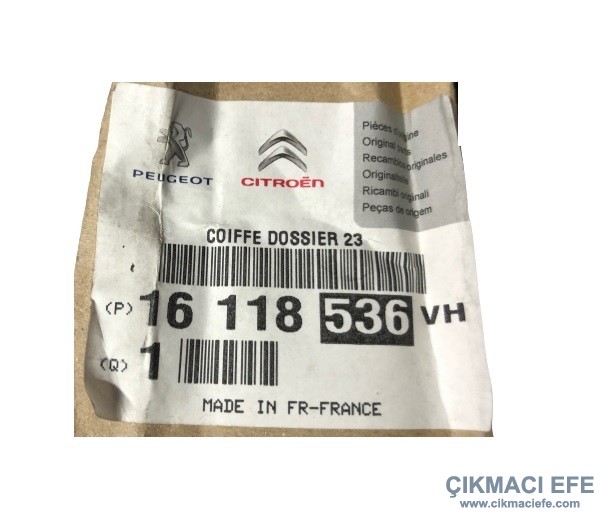 PEUGEOT
CITROËN
Pièces d'origine
Original parts
Recambios originales
Originalteile
Ricambi originali
Peças de origem
COIFFE DOSSIER 23
(P) 16 118 536 VH
(Q) 1
MADE IN FR-FRANCE
ÇIKMACI EFE
www.cikmaciefe.com